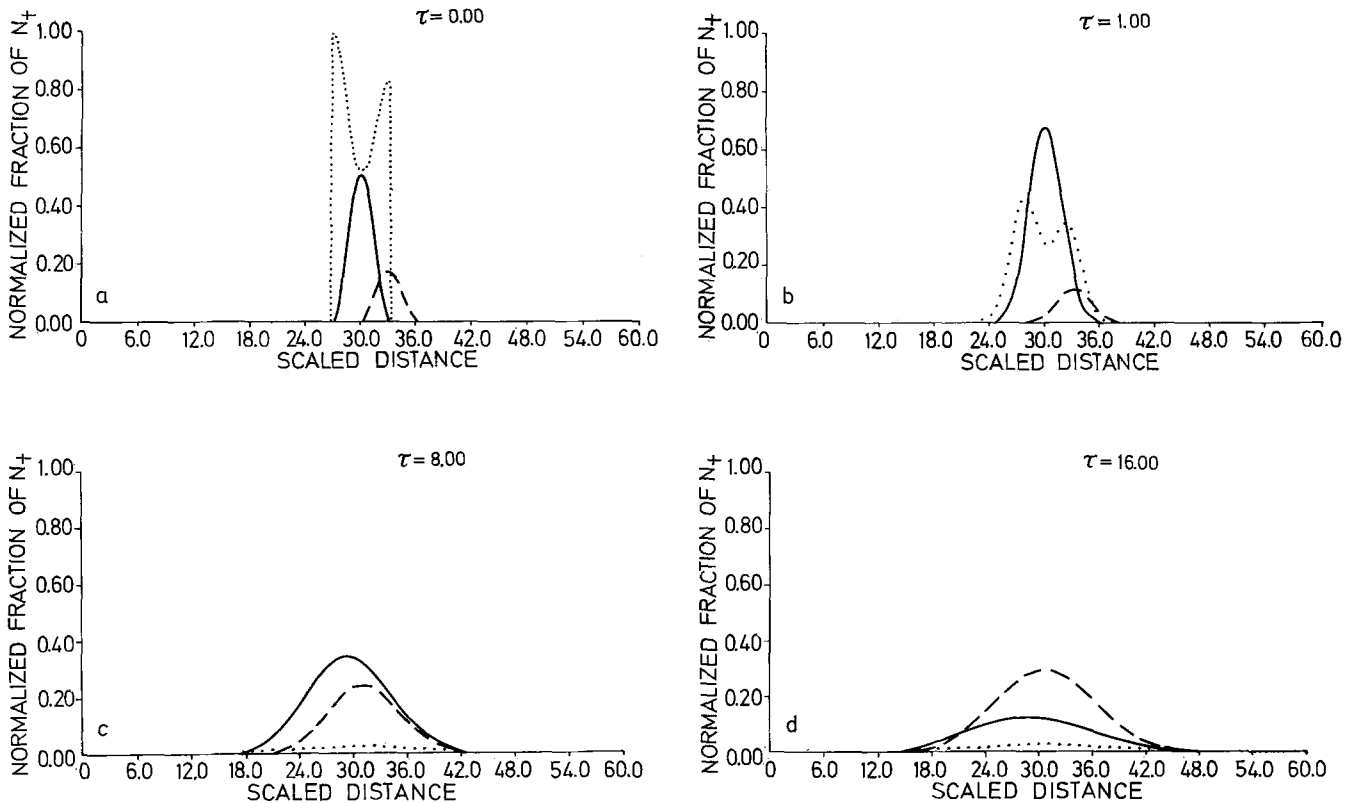 τ = 0.00
NORMALIZED FRACTION OF N+
1.00
0.80
0.60
0.40
0.20
0.00
a
0 6.0 12.0 18.0 24.0 30.0 36.0 42.0 48.0 54.0 60.0
SCALED DISTANCE
τ = 1.00
NORMALIZED FRACTION OF N+
1.00
0.80
0.60
0.40
0.20
0.00
b
0 6.0 12.0 18.0 24.0 30.0 36.0 42.0 48.0 54.0 60.0
SCALED DISTANCE
τ = 8.00
NORMALIZED FRACTION OF N+
1.00
0.80
0.60
0.40
0.20
0.00
c
0 6.0 12.0 18.0 24.0 30.0 36.0 42.0 48.0 54.0 60.0
SCALED DISTANCE
τ = 16.00
NORMALIZED FRACTION OF N+
1.00
0.80
0.60
0.40
0.20
0.00
d
0 6.0 12.0 18.0 24.0 30.0 36.0 42.0 48.0 54.0 60.0
SCALED DISTANCE